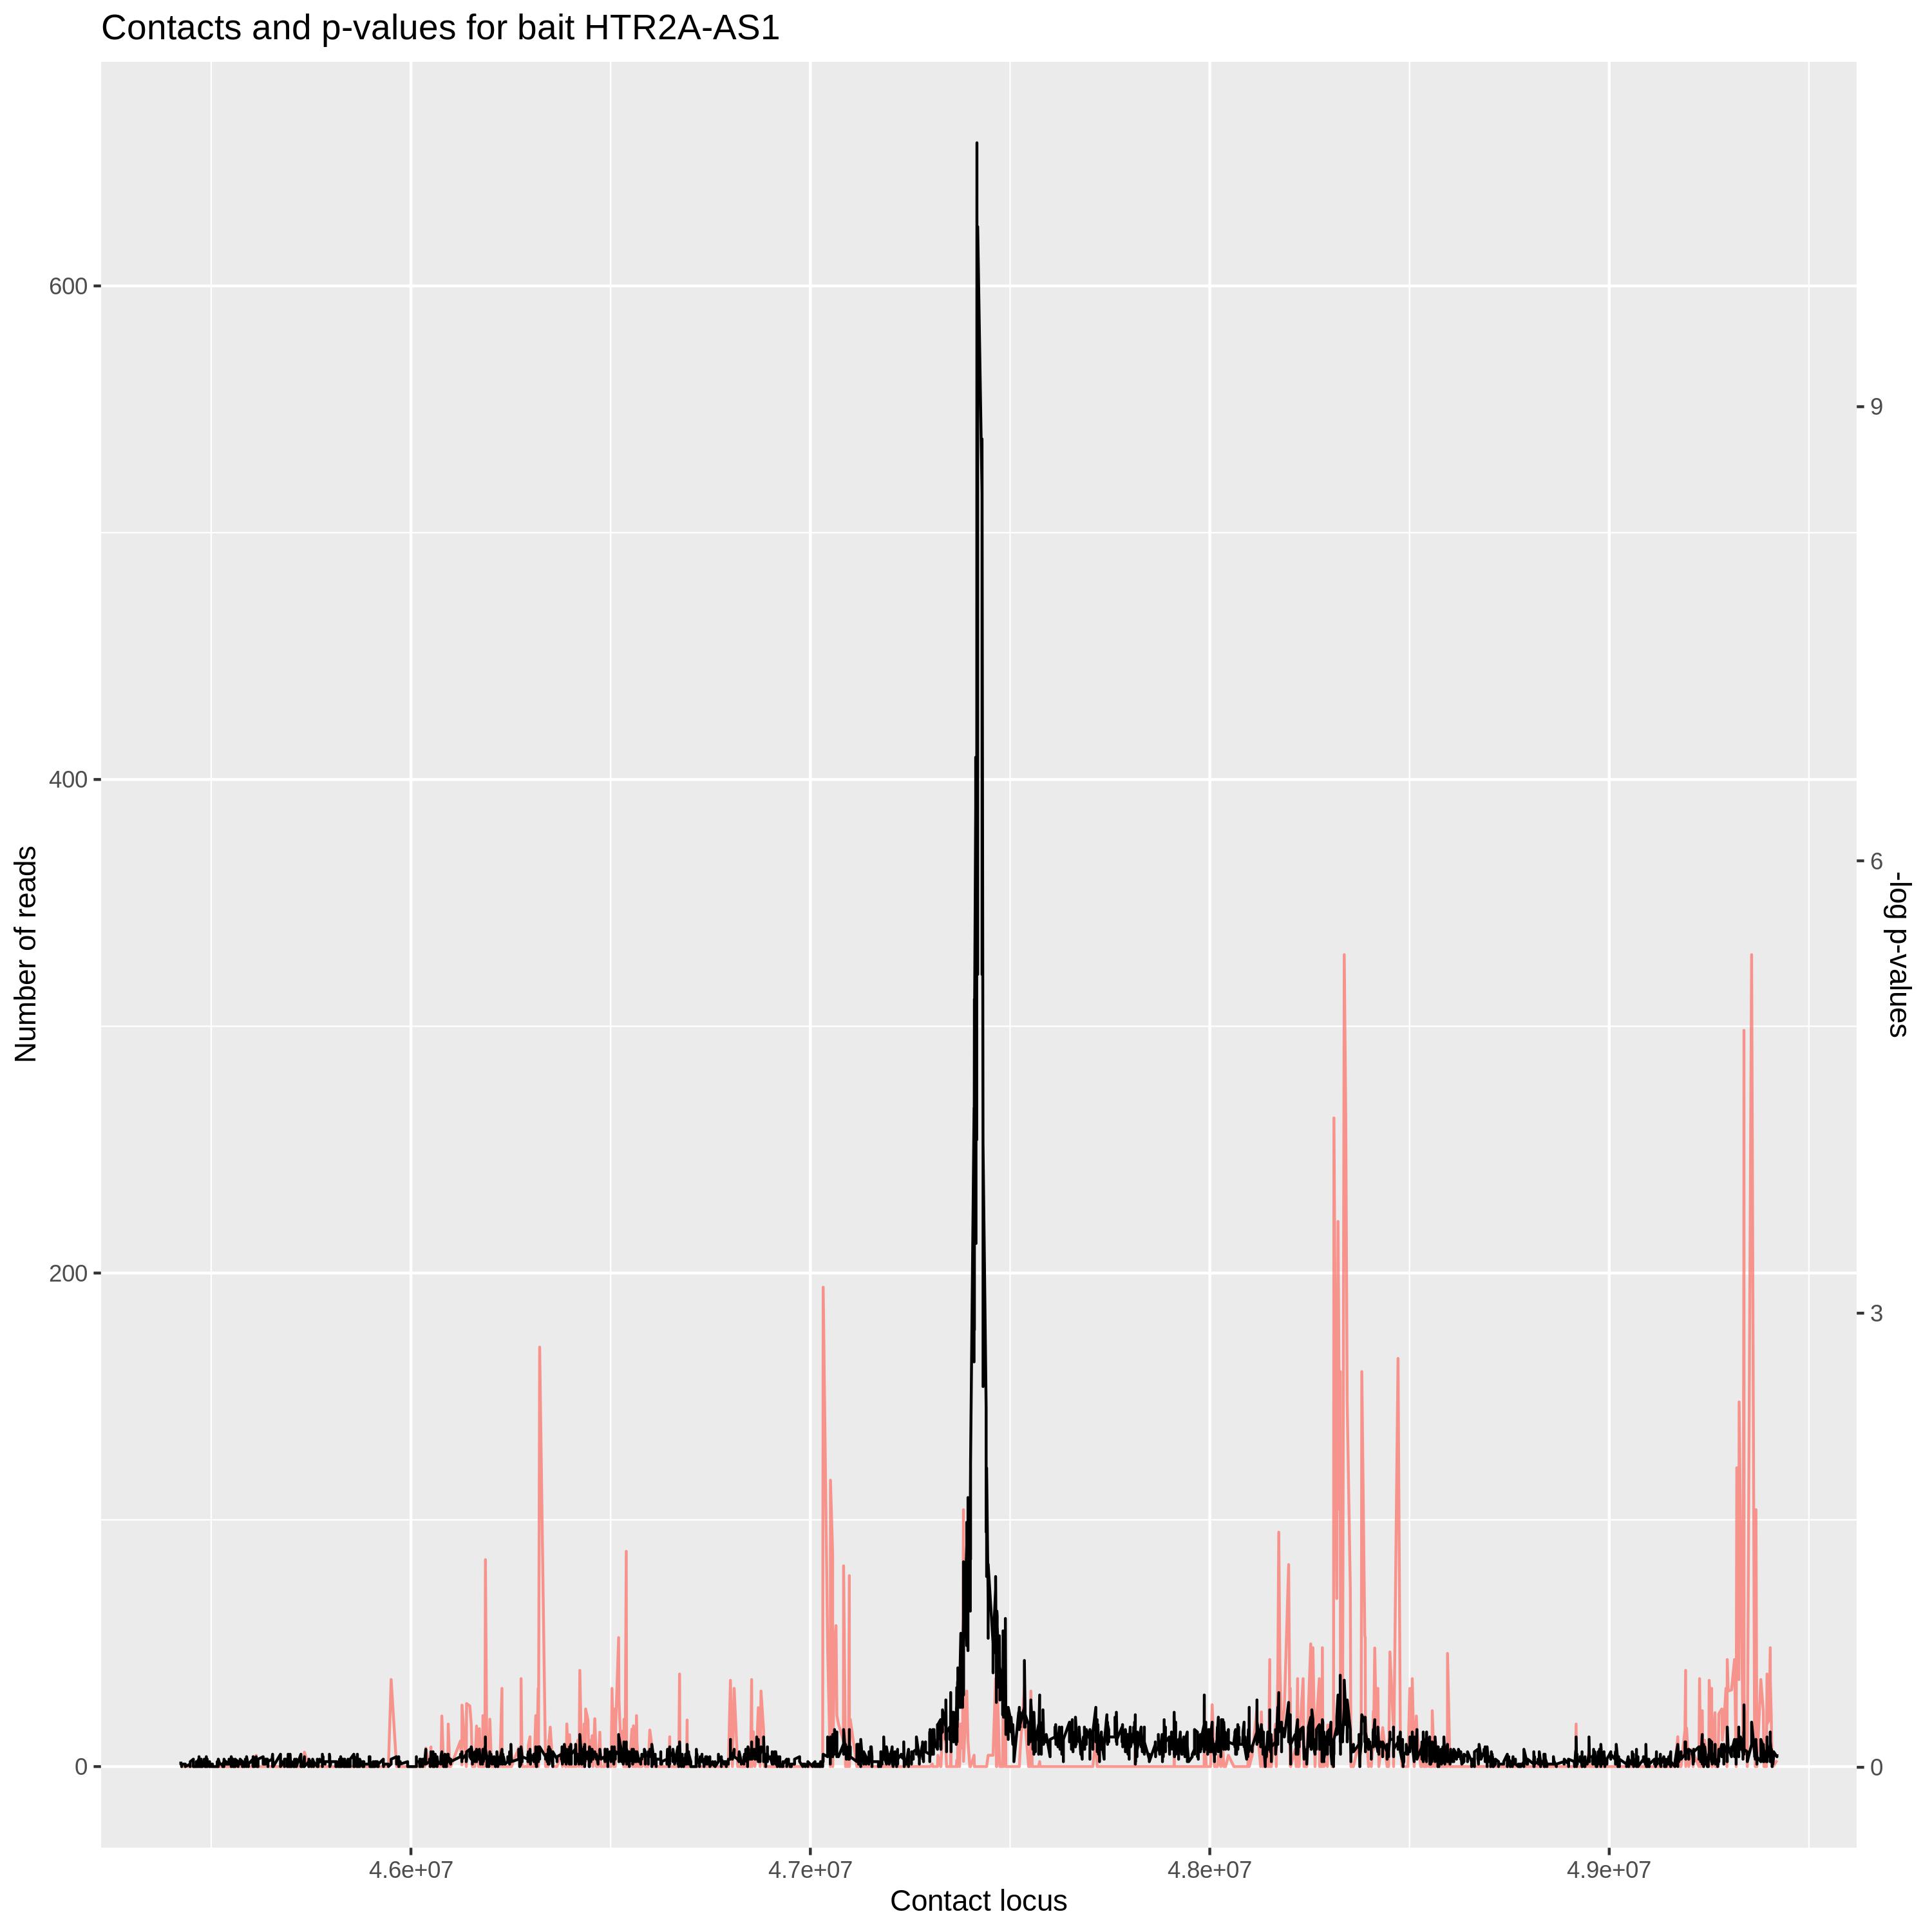 Contacts and p-values for bait HTR2A-AS1
600
400
200
0
Number of reads
9
6
3
0
-log p-values
4.6e+07
4.7e+07
4.8e+07
4.9e+07
Contact locus